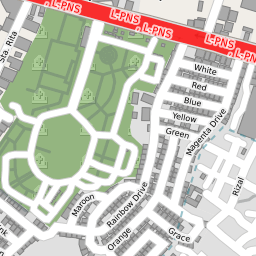 L-PNS
L-PNS
L-PNS
L-PNS
Sta. Rita
White
Red
Blue
Yellow
Green
Magenta Drive
Rizal
Maroon
Rainbow Drive
Orange
Grace
nk